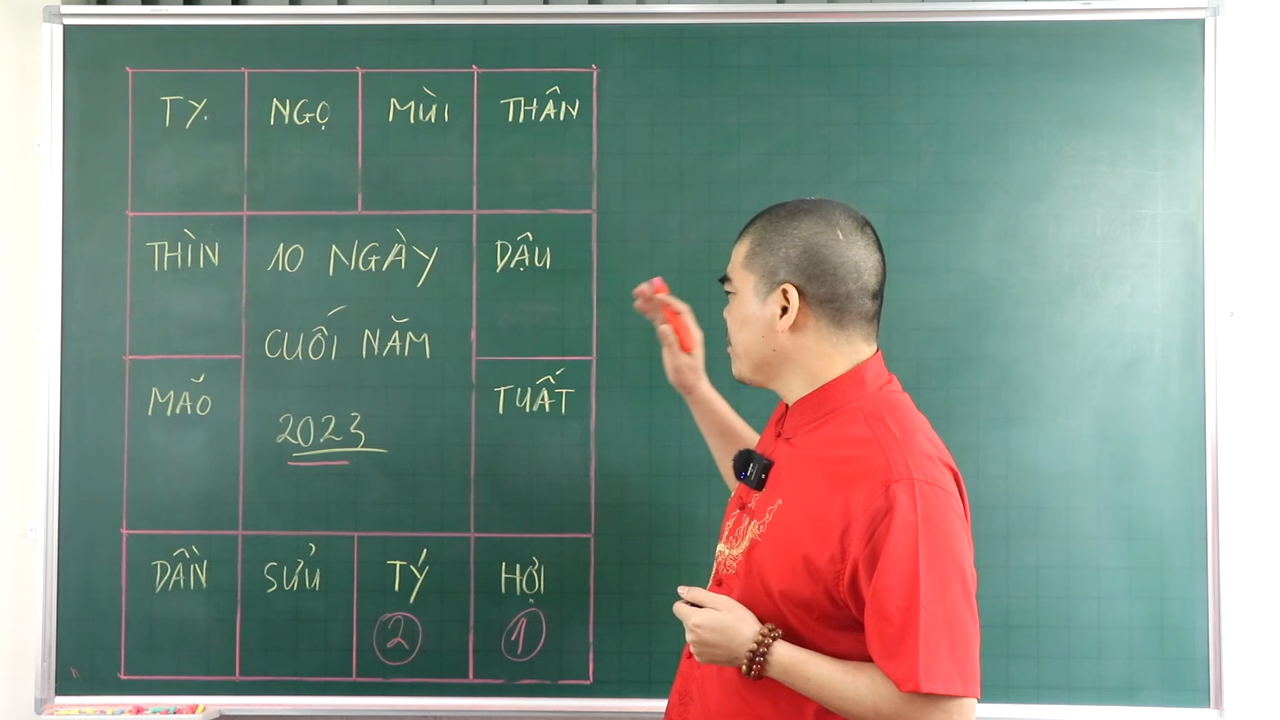 TỴ.
NGỌ
MÙI
THÂN
THÌN
10 NGÀY
CUỐI NĂM
2023
DẬU
MÃO
TUẤT
DẦN
SỬU
TÝ
2
HỢI
1